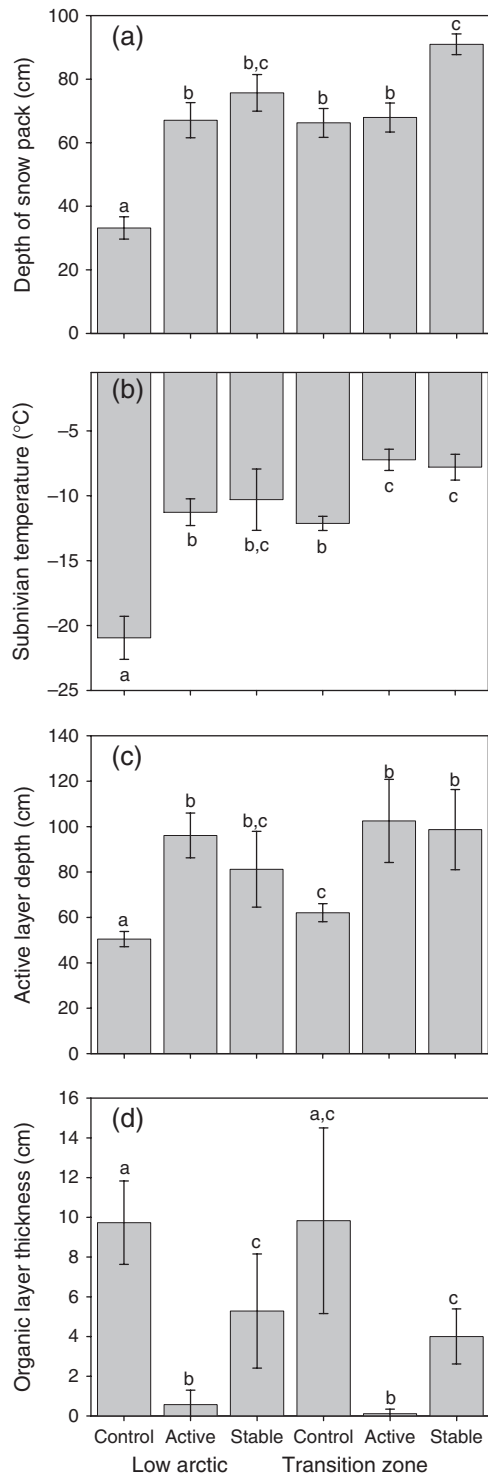 100
(a)
c
80
b,c
b
b
b
60
40
a
20
0
Depth of snow pack (cm)
(b)
−5
−10
−15
−20
−25
b
b,c
b
c
c
a
Subnivian temperature (°C)
140
(c)
120
b
b
b
100
b,c
80
c
60
a
40
20
0
Active layer depth (cm)
16
(d)
a,c
14
12
a
10
8
c
6
c
4
2
b
b
0
Organic layer thickness (cm)
Control Active Stable Control Active Stable
Low arctic Transition zone